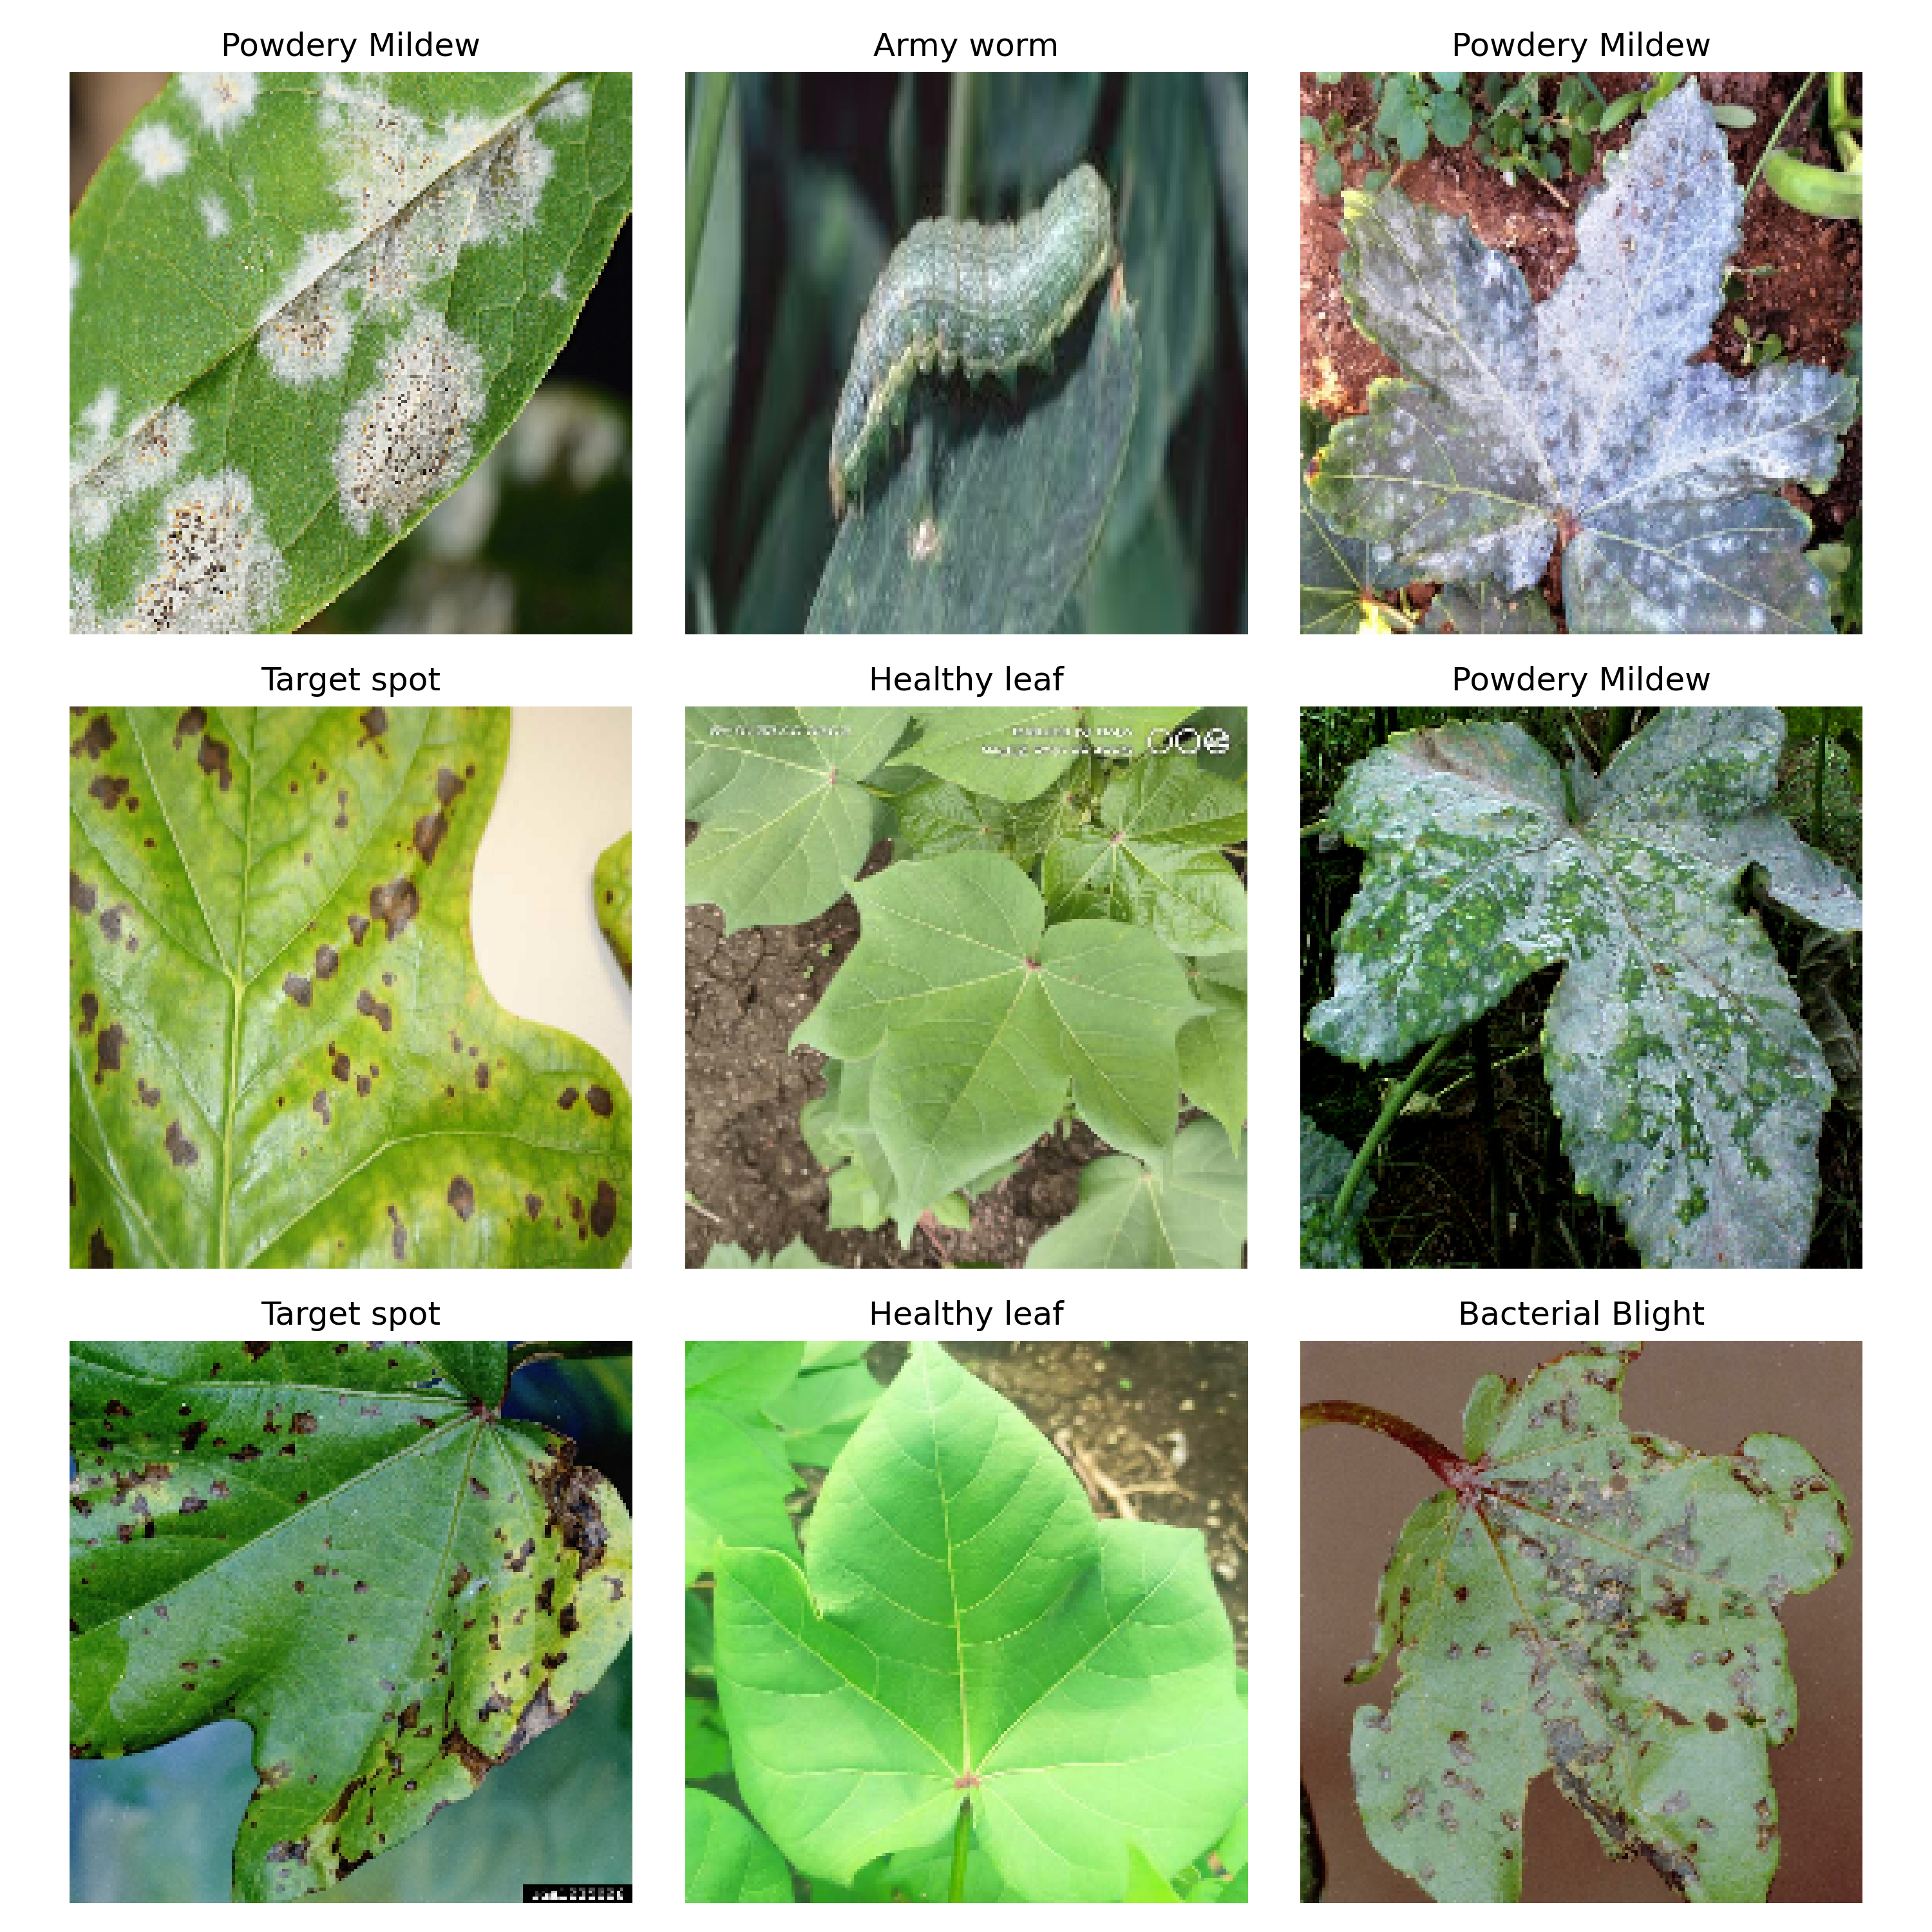 Powdery Mildew
Army worm
Powdery Mildew
Target spot
Healthy leaf
Powdery Mildew
Target spot
Healthy leaf
Bacterial Blight